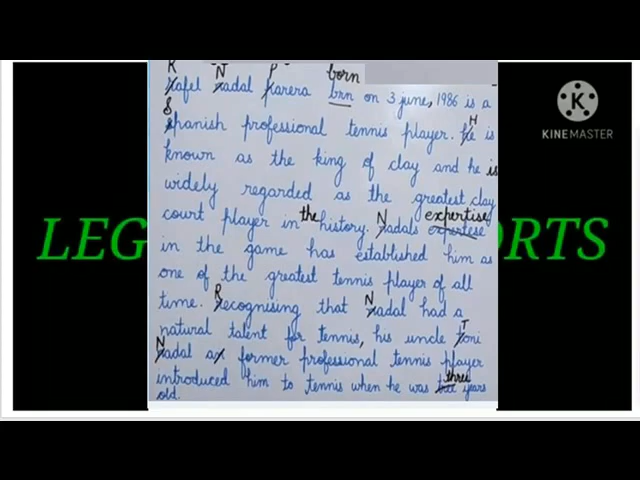 R N P born
Rafel nadal parera brn on 3 june, 1986 is a
S H
spanish professional tennis player. he is
known as the king of clay and he is
widely regarded as the greatest clay
court player in the history. N nadals expertise
expertese
in the game has established him as
one of the greatest tennis player of all
R N
time. recognising that nadal had a
natural talent for tennis, his uncle T toni
N
nadal a former professional tennis player
introduced him to tennis when he was three years
old.
LEG ORTS
K
KINEMASTER